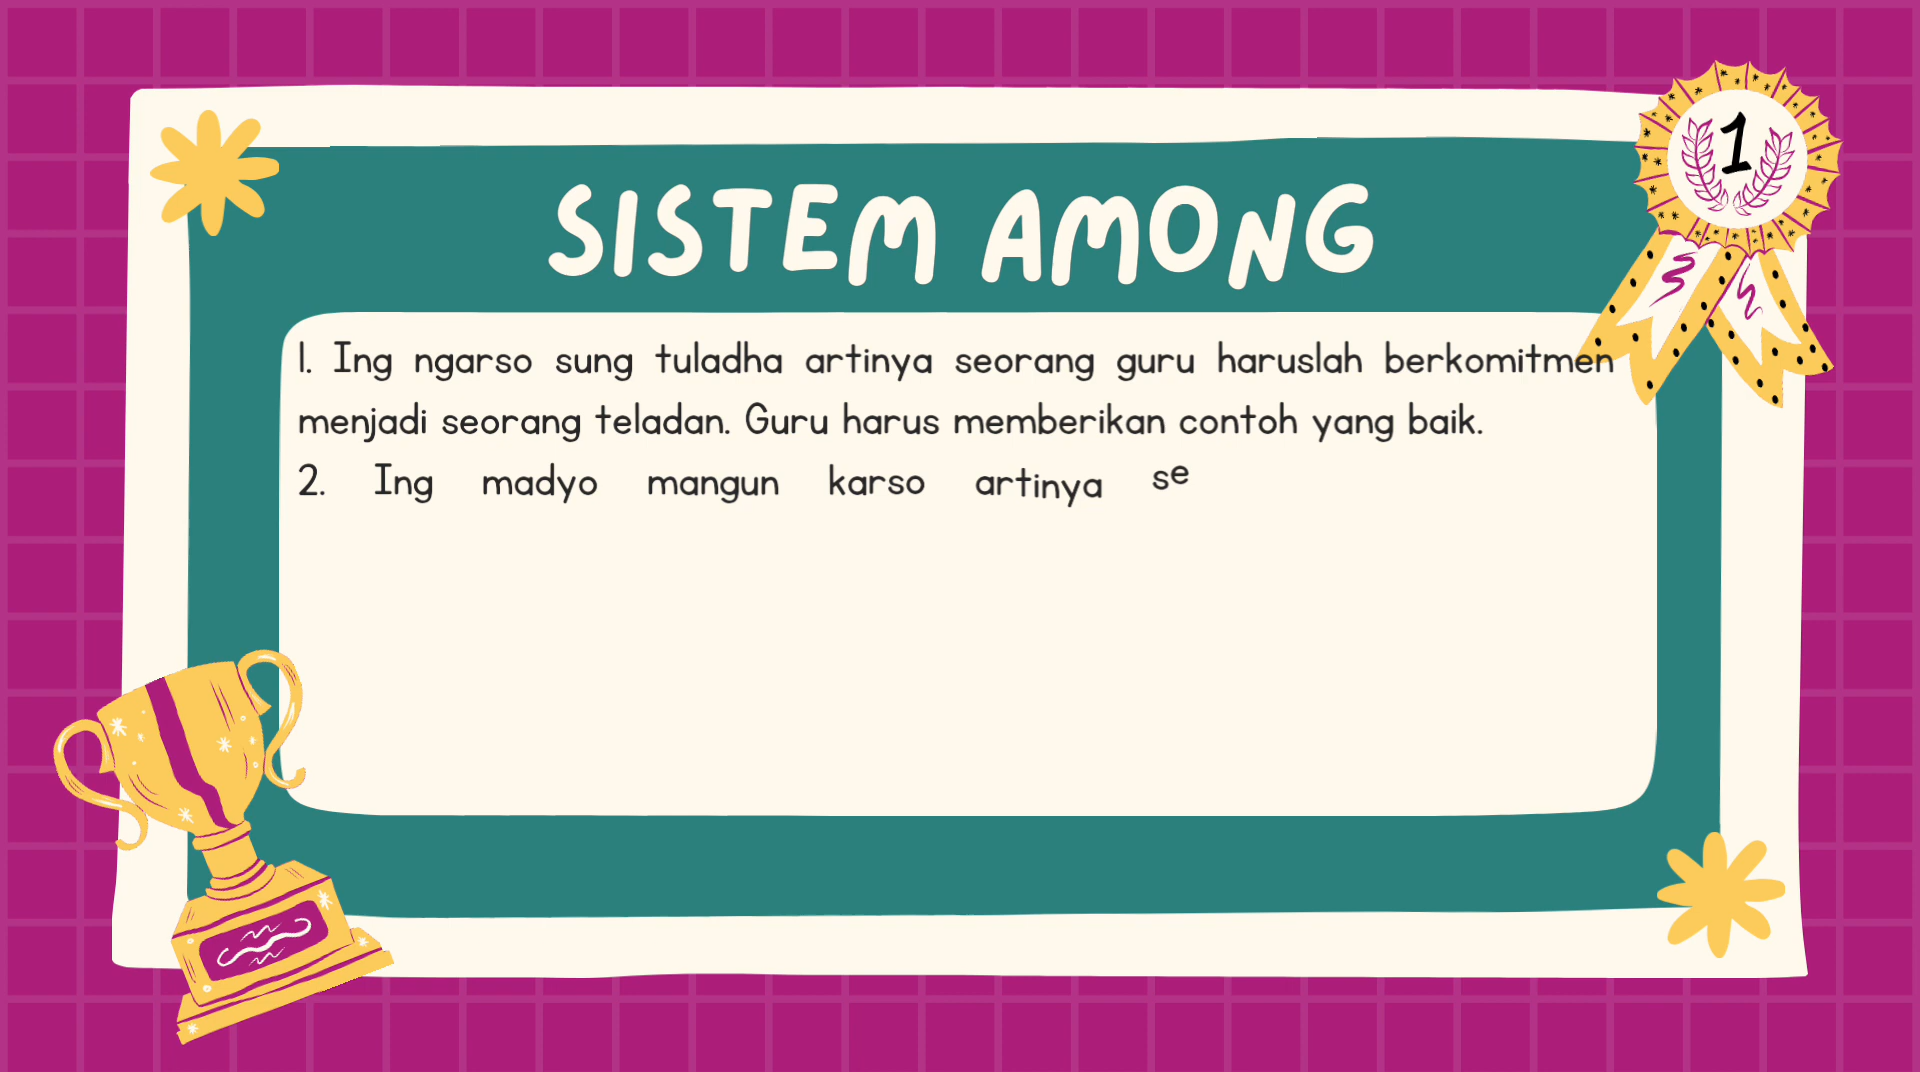 SISTEM AMONG
1
1. Ing ngarso sung tuladha artinya seorang guru haruslah berkomitmen
menjadi seorang teladan. Guru harus memberikan contoh yang baik.
2. Ing madyo mangun karso artinya se